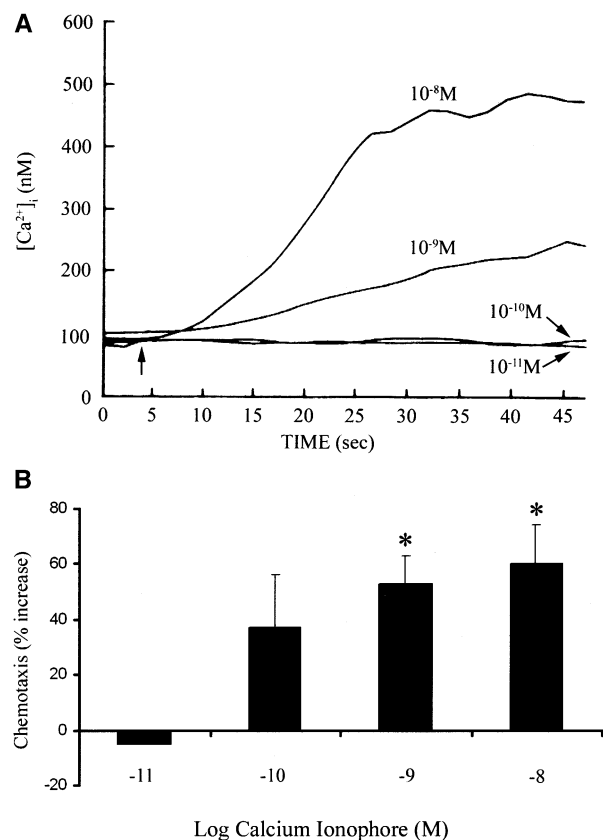 A
600
500
400
300
200
100
0
[Ca²⁺]ᵢ (nM)
10⁻⁸M
10⁻⁹M
10⁻¹⁰M
10⁻¹¹M
0 5 10 15 20 25 30 35 40 45
TIME (sec)
B
80
60
40
20
0
-20
Chemotaxis (% increase)
*
*
-11 -10 -9 -8
Log Calcium Ionophore (M)